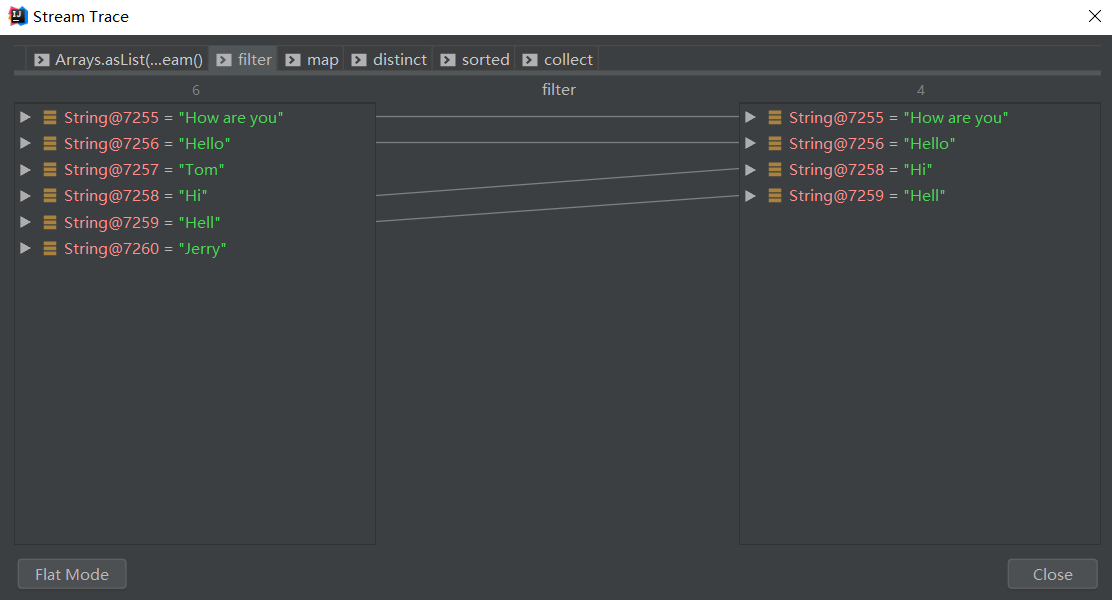 Stream Trace
Arrays.asList(...eam() filter map distinct sorted collect
6 filter 4
String@7255 = "How are you"
String@7256 = "Hello"
String@7257 = "Tom"
String@7258 = "Hi"
String@7259 = "Hell"
String@7260 = "Jerry"
String@7255 = "How are you"
String@7256 = "Hello"
String@7258 = "Hi"
String@7259 = "Hell"
Flat Mode
Close